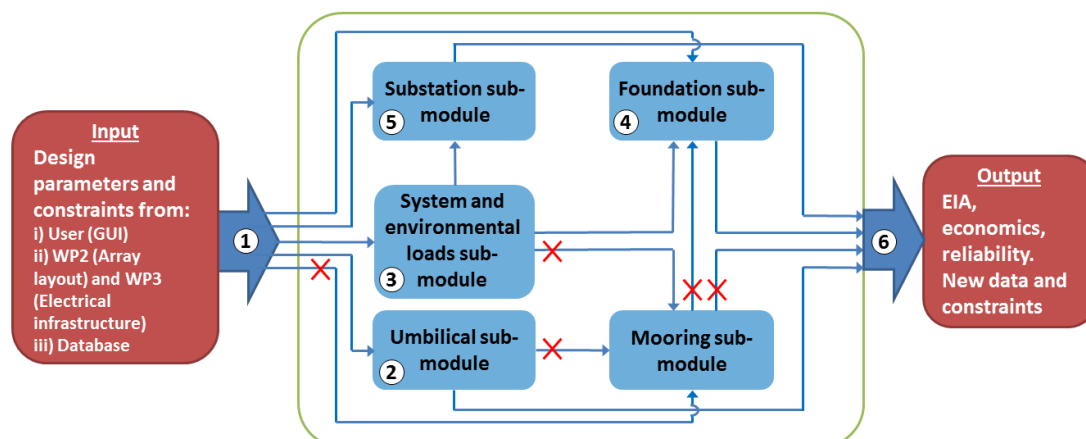 Input
Design
parameters and
constraints from:
i) User (GUI)
ii) WP2 (Array
layout) and WP3
(Electrical
infrastructure)
iii) Database
1
Substation sub-
module
5
Foundation sub-
module
4
System and
environmental
loads sub-
module
3
Umbilical sub-
module
2
Mooring sub-
module
6
Output
EIA,
economics,
reliability.
New data and
constraints